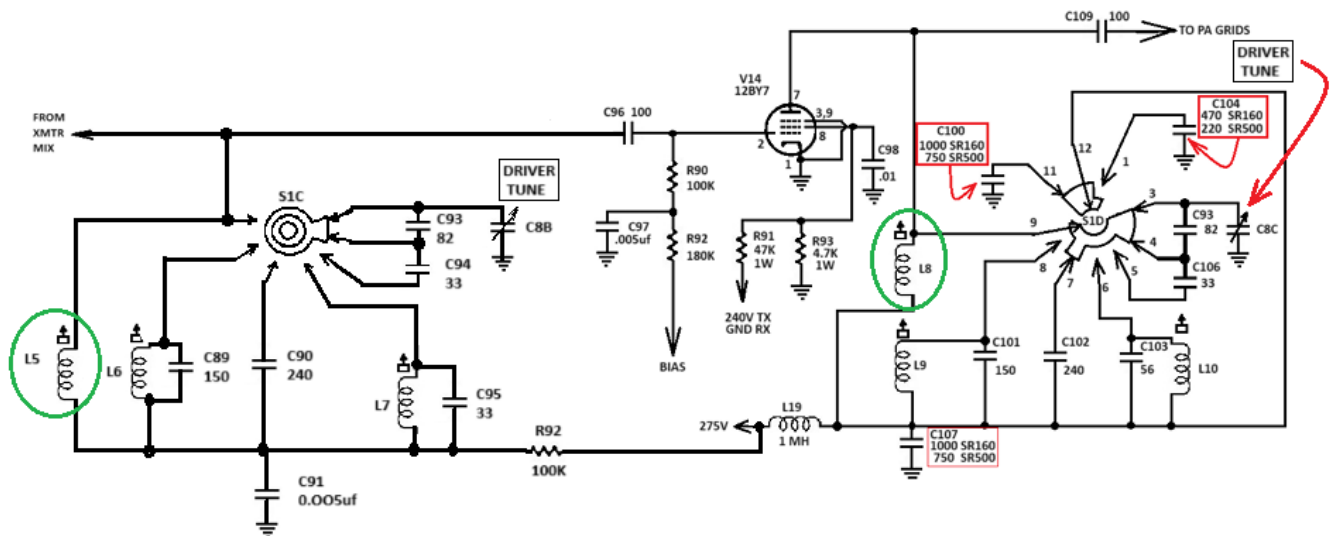 C109
100
TO PA GRIDS
DRIVER
TUNE
V14
12BY7
7
3,9
8
2
1
C104
470 SR160
220 SR500
C100
1000 SR160
750 SR500
FROM
XMTR
MIX
C96 100
C98
.01
12
1
11
R90
100K
DRIVER
TUNE
S1C
3
S1D
9
C93
82
C8B
C97
.005uf
R92
180K
R91
47K
1W
R93
4.7K
1W
C93
82
C8C
4
8
7
6
5
C94
33
L8
C106
33
240V TX
GND RX
L5
L6
C89
150
C90
240
BIAS
L9
C101
150
C102
240
C103
56
L10
L7
C95
33
L19
275V
1 MH
R92
100K
C107
1000 SR160
750 SR500
C91
0.OO5uf